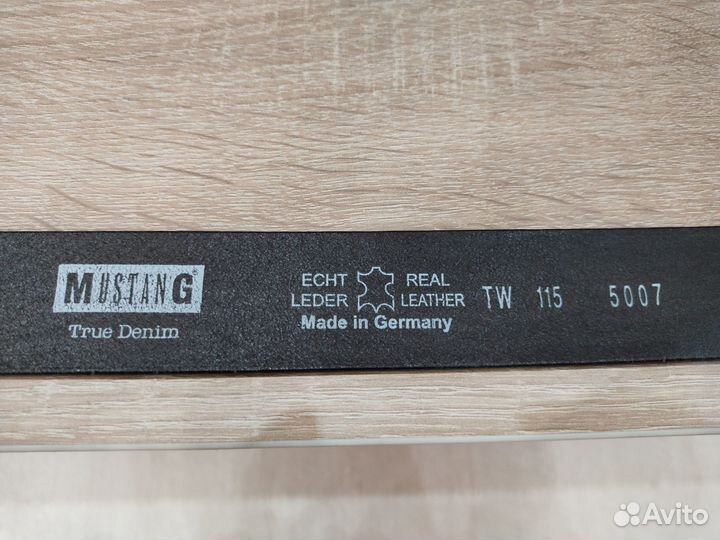 MUSTANG
True Denim
ECHT REAL
LEDER LEATHER
Made in Germany
TW 115 5007
Avito